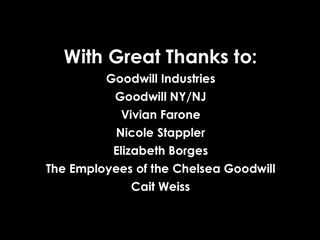 With Great Thanks to:
Goodwill Industries
Goodwill NY/NJ
Vivian Farone
Nicole Stappler
Elizabeth Borges
The Employees of the Chelsea Goodwill
Cait Weiss